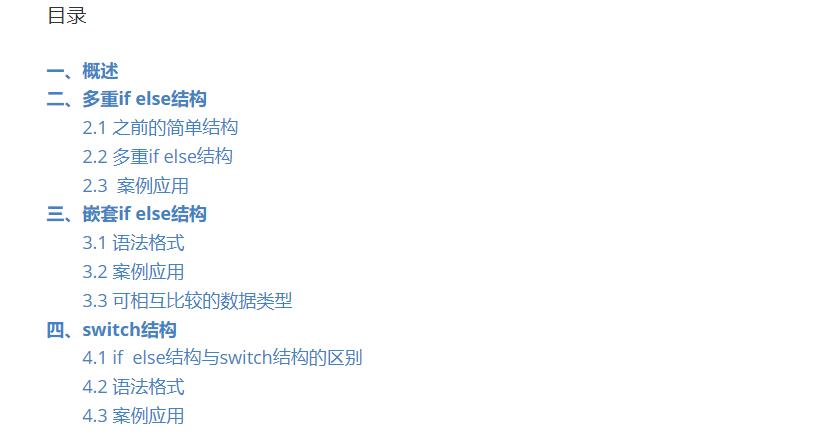 目录
一、概述
二、多重if else结构
2.1 之前的简单结构
2.2 多重if else结构
2.3  案例应用
三、嵌套if else结构
3.1 语法格式
3.2 案例应用
3.3 可相互比较的数据类型
四、switch结构
4.1 if  else结构与switch结构的区别
4.2 语法格式
4.3 案例应用